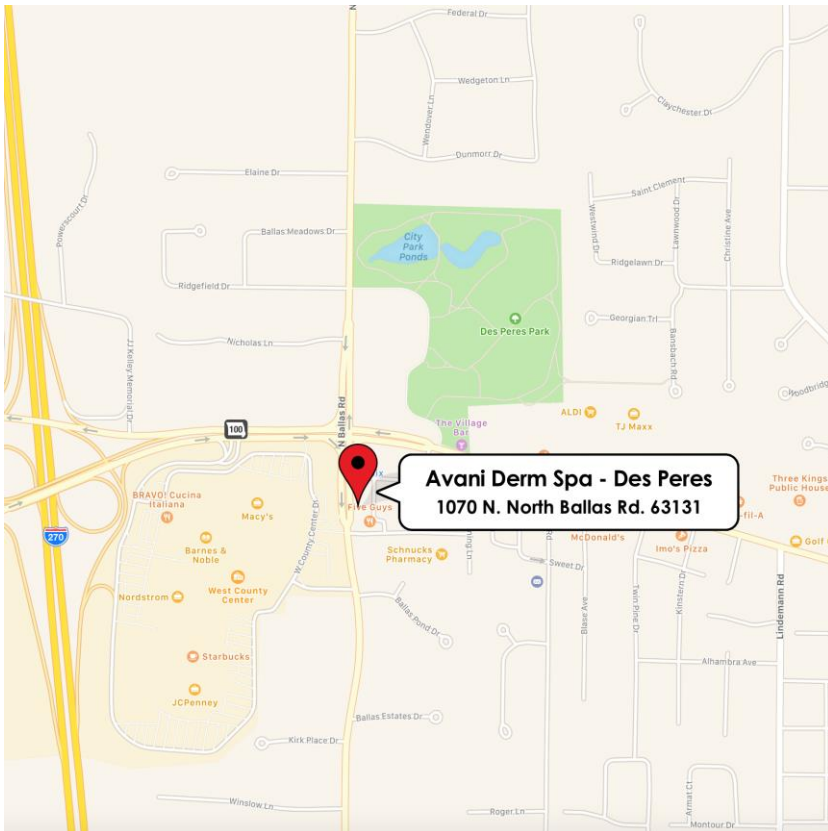 N
Federal Dr
Wedgeton Ln
Wendover Ln
Claychester Dr
Dunmorr Dr
Elaine Dr
Saint Clement
Powerscourt Dr
Westwind Dr
Lawnwood Dr
Christine Ave
Ballas Meadows Dr
City
Park
Ponds
Ridgelawn Dr
Ridgefield Dr
Des Peres Park
Georgian Trl
Nicholas Ln
JJ Kelley Memorial Dr
Bansbach Rd
N Ballas Rd
ALDI
TJ Maxx
100
The Village
Bar
Avani Derm Spa - Des Peres
1070 N. North Ballas Rd. 63131
Three Kings
Public House
BRAVO! Cucina
Italiana
Macy's
W County Center Dr
Five Guys
fil-A
270
Barnes &
Noble
Schnucks
Pharmacy
Rd
McDonald's
Imo's Pizza
Golf
Sweet Dr
West County
Center
Nordstrom
Ballas Pond Dr
Blase Ave
Twin Pine Dr
Kinstern Dr
Lindemann Rd
Starbucks
Alhambra Ave
JCPenney
Ballas Estates Dr
Kirk Place Dr
Winslow Ln
Roger Ln
Armat Ct
Montour Dr